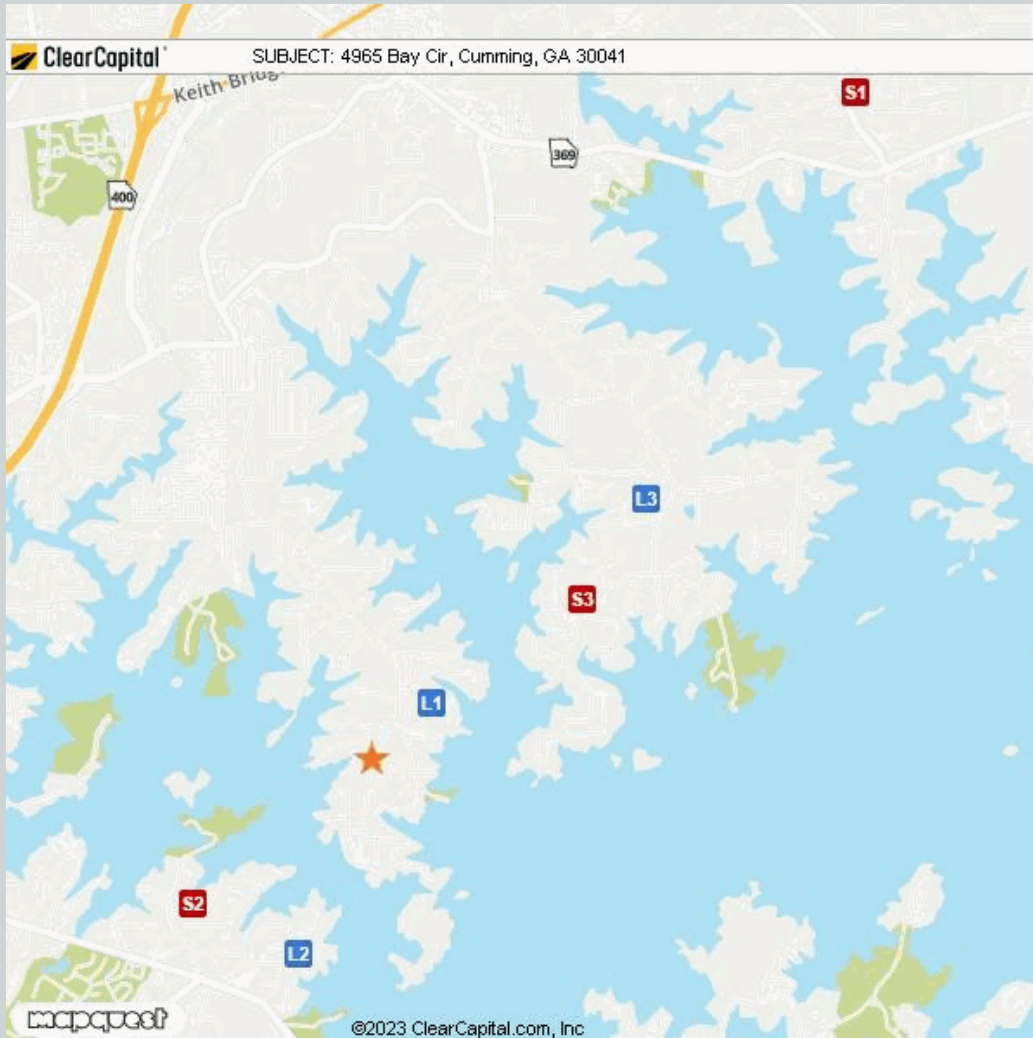 ClearCapital SUBJECT: 4965 Bay Cir, Cumming, GA 30041
Keith Bridge
S1
369
400
L3
S3
L1
S2
L2
mapquest
©2023 ClearCapital.com, Inc